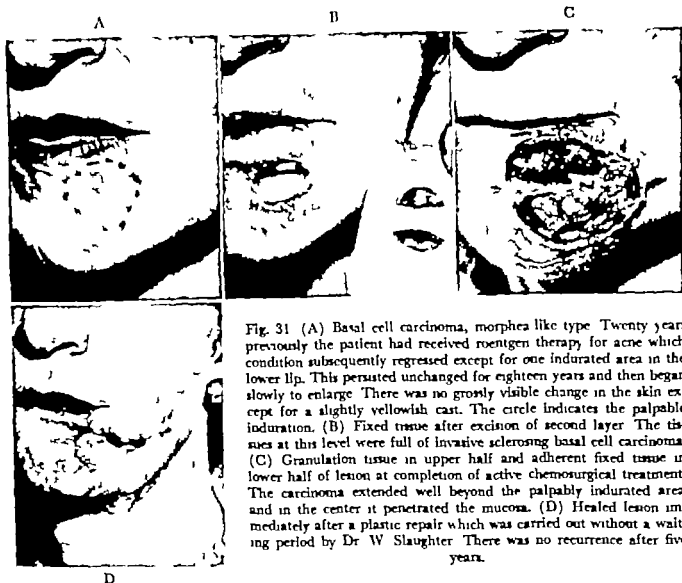 A
B
C
D
Fig. 31 (A) Basal cell carcinoma, morphea like type Twenty years
previously the patient had received roentgen therapy for acne which
condition subsequently regressed except for one indurated area in the
lower lip. This persisted unchanged for eighteen years and then began
slowly to enlarge There was no grossly visible change in the skin ex
cept for a slightly yellowish cast. The circle indicates the palpable
induration. (B) Fixed tissue after excision of second layer The tis
sues at this level were full of invasive sclerosing basal cell carcinoma
(C) Granulation tissue in upper half and adherent fixed tissue in
lower half of lesion at completion of active chemosurgical treatment
The carcinoma extended well beyond the palpably indurated area
and in the center it penetrated the mucosa. (D) Healed lesion im
mediately after a plastic repair which was carried out without a wait
ing period by Dr W Slaughter There was no recurrence after five
years.